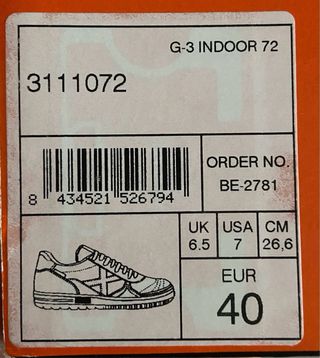 G-3 INDOOR 72
3111072
8 434521 526794
ORDER NO.
BE-2781
UK USA CM
6.5 7 26,6
EUR
40